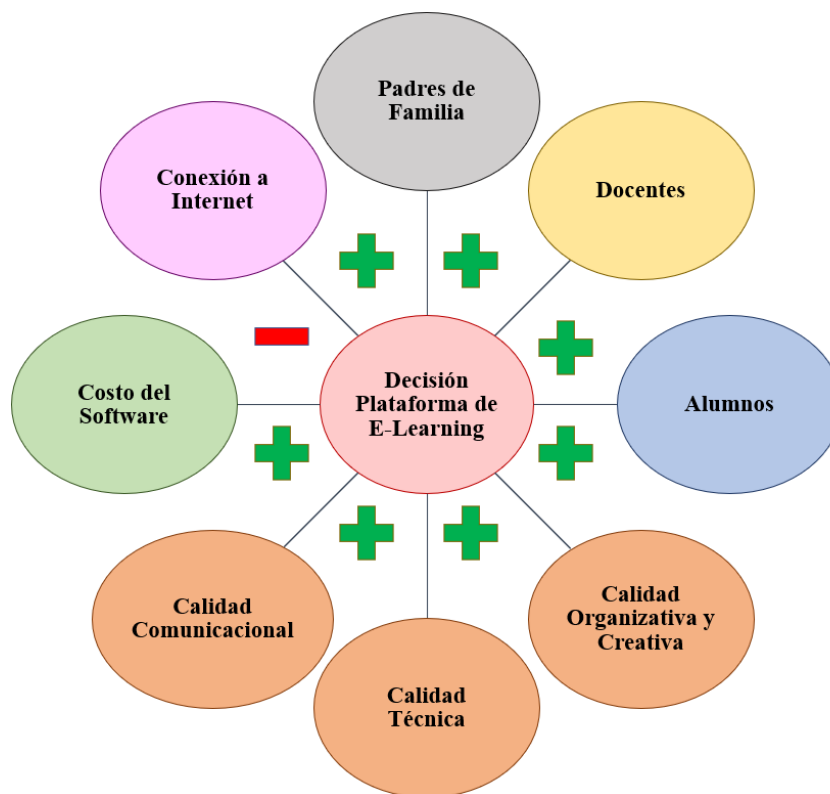 Padres de
Familia
Conexión a
Internet
Docentes
Costo del
Software
Decisión
Plataforma de
E-Learning
Alumnos
Calidad
Comunicacional
Calidad
Organizativa y
Creativa
Calidad
Técnica